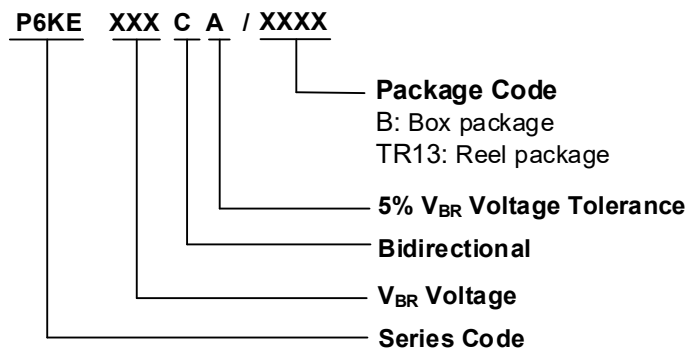 P6KE XXX C A / XXXX
Package Code
B: Box package
TR13: Reel package
5% VBR Voltage Tolerance
Bidirectional
VBR Voltage
Series Code